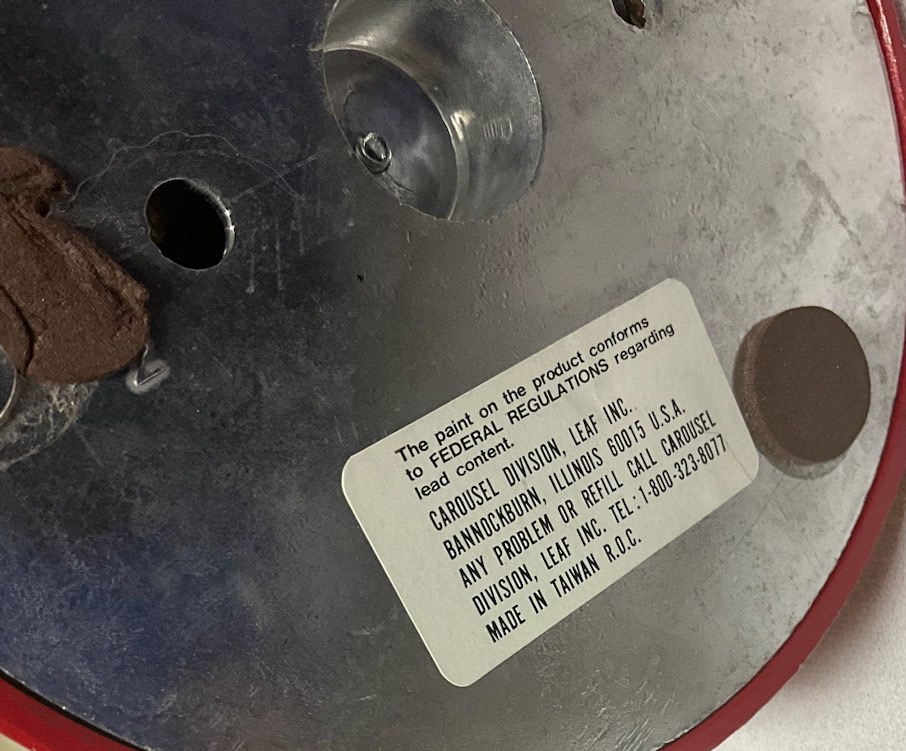 The paint on the product conforms
to FEDERAL REGULATIONS regarding
lead content.
CAROUSEL DIVISION, LEAF INC.
BANNOCKBURN, ILLINOIS 60015 U.S.A.
ANY PROBLEM OR REFILL CALL CAROUSEL
DIVISION, LEAF INC. TEL:1-800-323-8077
MADE IN TAIWAN R.O.C.